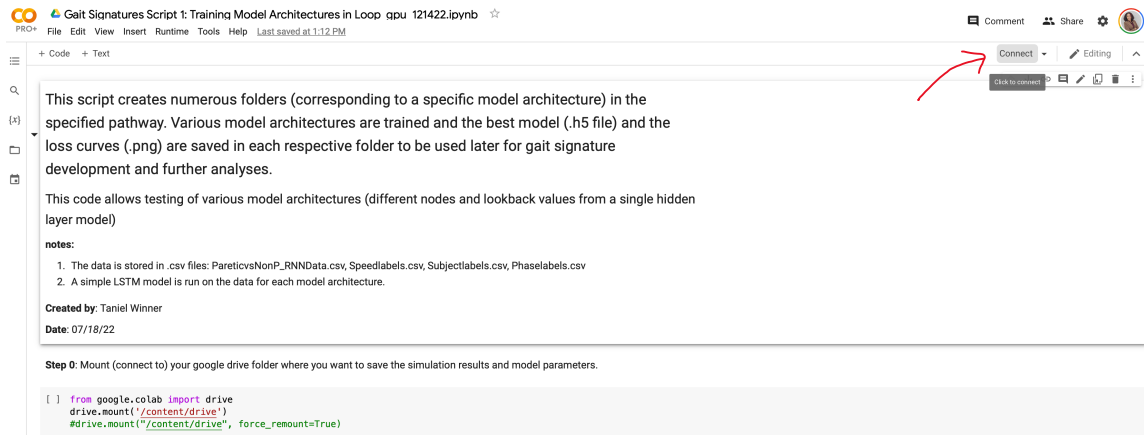 Gait Signatures Script 1: Training Model Architectures in Loop_gpu_121422.ipynb
Comment
Share
PRO+
File Edit View Insert Runtime Tools Help Last saved at 1:12 PM
+ Code + Text
Connect
Editing
Click to connect
This script creates numerous folders (corresponding to a specific model architecture) in the
specified pathway. Various model architectures are trained and the best model (.h5 file) and the
loss curves (.png) are saved in each respective folder to be used later for gait signature
development and further analyses.
This code allows testing of various model architectures (different nodes and lookback values from a single hidden
layer model)
notes:
1. The data is stored in .csv files: PareticvsNonP_RNNData.csv, Speedlabels.csv, Subjectlabels.csv, Phaselabels.csv
2. A simple LSTM model is run on the data for each model architecture.
Created by: Taniel Winner
Date: 07/18/22
Step 0: Mount (connect to) your google drive folder where you want to save the simulation results and model parameters.
[ ] from google.colab import drive
drive.mount('/content/drive')
#drive.mount("/content/drive", force_remount=True)
{x}